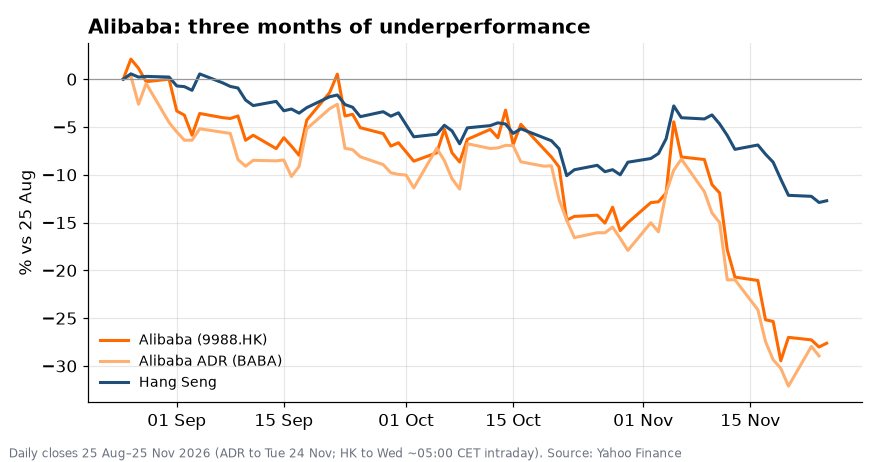 Alibaba: three months of underperformance
% vs 25 Aug
0
−5
−10
−15
−20
−25
−30
Alibaba (9988.HK)
Alibaba ADR (BABA)
Hang Seng
01 Sep 15 Sep 01 Oct 15 Oct 01 Nov 15 Nov
Daily closes 25 Aug–25 Nov 2026 (ADR to Tue 24 Nov; HK to Wed ~05:00 CET intraday). Source: Yahoo Finance